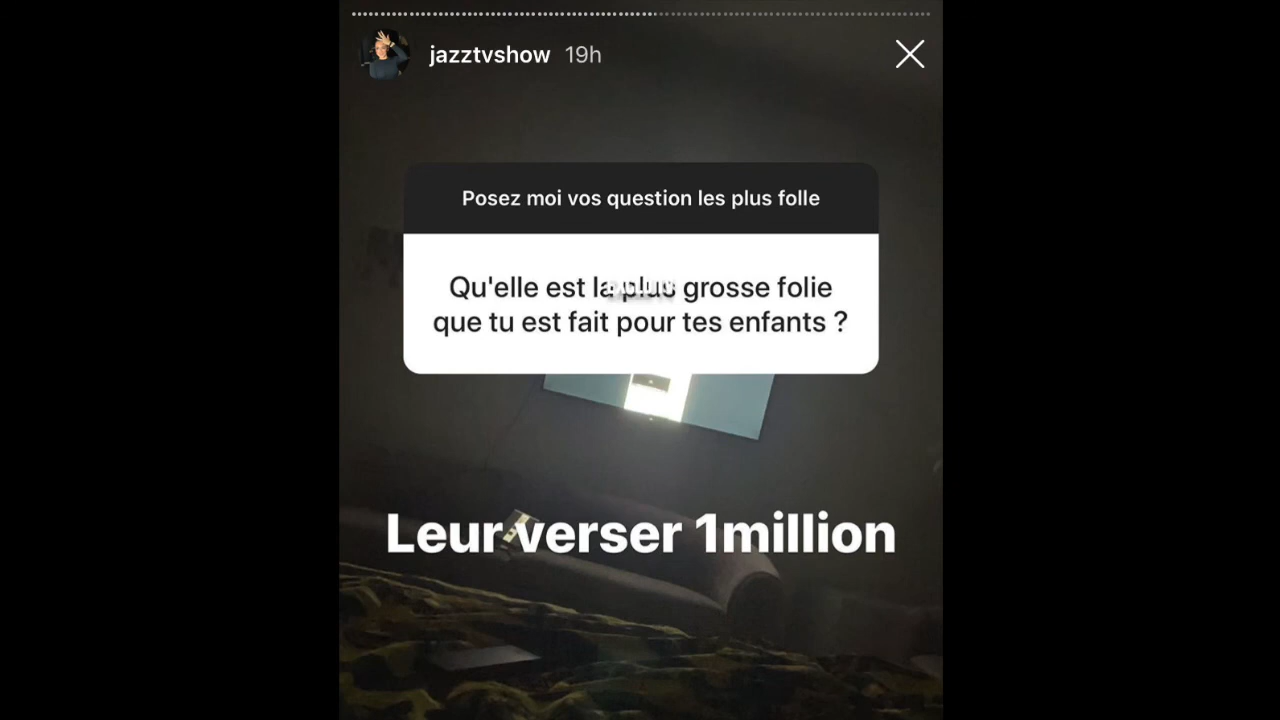 jazztvshow 19h
Posez moi vos question les plus folle
Qu'elle est la plus grosse folie
que tu est fait pour tes enfants ?
Leur verser 1million